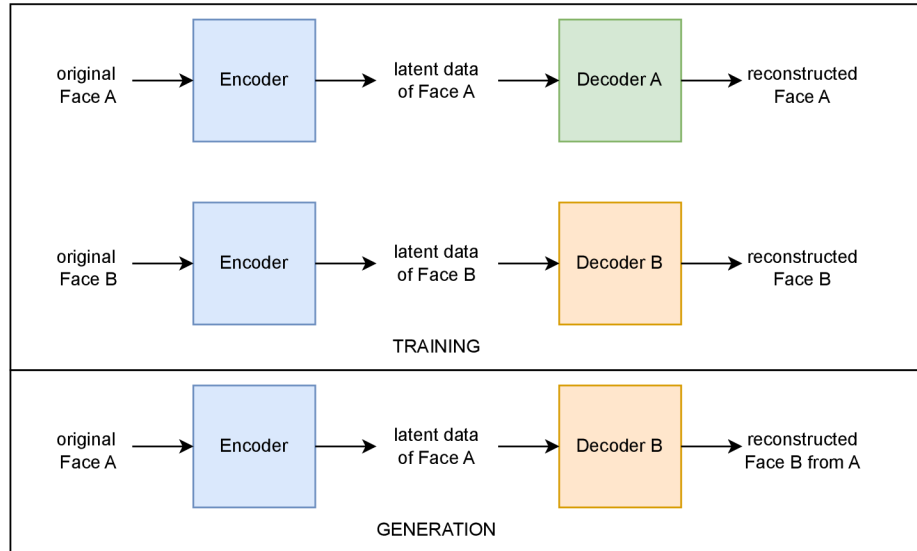 original
Face A
Encoder
latent data
of Face A
Decoder A
reconstructed
Face A
original
Face B
Encoder
latent data
of Face B
Decoder B
reconstructed
Face B
TRAINING
original
Face A
Encoder
latent data
of Face A
Decoder B
reconstructed
Face B from A
GENERATION